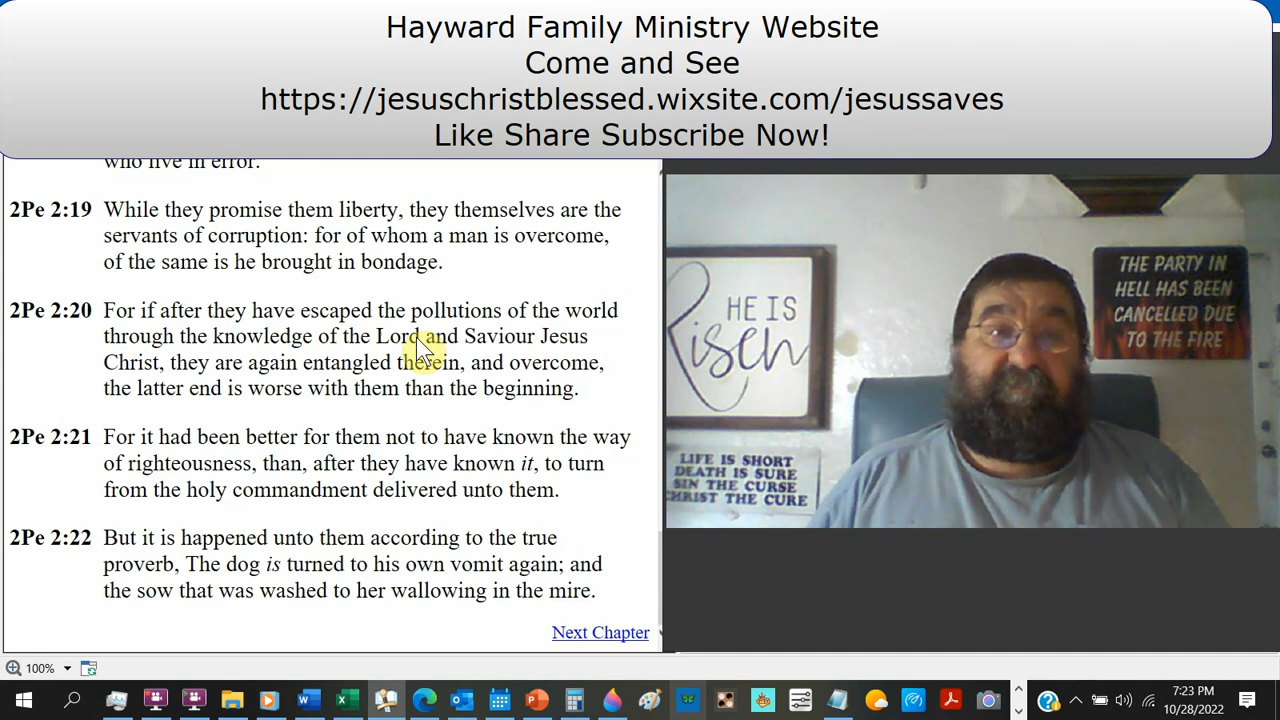 Hayward Family Ministry Website
Come and See
https://jesuschristblessed.wixsite.com/jesussaves
Like Share Subscribe Now!
who live in error.
2Pe 2:19 While they promise them liberty, they themselves are the
servants of corruption: for of whom a man is overcome,
of the same is he brought in bondage.
2Pe 2:20 For if after they have escaped the pollutions of the world
through the knowledge of the Lord and Saviour Jesus
Christ, they are again entangled therein, and overcome,
the latter end is worse with them than the beginning.
2Pe 2:21 For it had been better for them not to have known the way
of righteousness, than, after they have known it, to turn
from the holy commandment delivered unto them.
2Pe 2:22 But it is happened unto them according to the true
proverb, The dog is turned to his own vomit again; and
the sow that was washed to her wallowing in the mire.
Next Chapter
HE IS
Risen
THE PARTY IN
HELL HAS BEEN
CANCELLED DUE
TO THE FIRE
LIFE IS SHORT
DEATH IS SURE
SIN THE CURSE
CHRIST THE CURE
100%
7:23 PM
10/28/2022